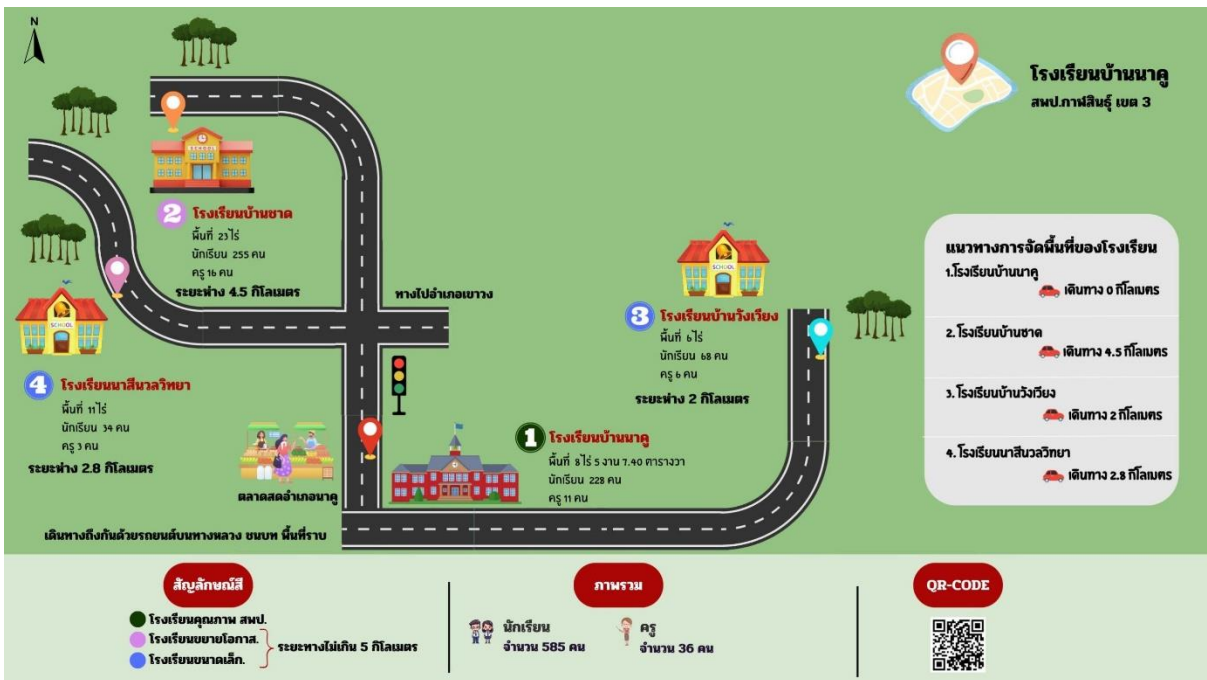 N
โรงเรียนบ้านนาคู
สพป.กาฬสินธุ์ เขต 3
SCHOOL
2 โรงเรียนบ้านชาด
พื้นที่ 23 ไร่
นักเรียน 255 คน
ครู 16 คน
ระยะห่าง 4.5 กิโลเมตร
SCHOOL
4 โรงเรียนนาสีนวลวิทยา
พื้นที่ 11 ไร่
นักเรียน 34 คน
ครู 3 คน
ระยะห่าง 2.8 กิโลเมตร
ทางไปอำเภอเขาวง
SCHOOL
3 โรงเรียนบ้านวังเวียง
พื้นที่ 6 ไร่
นักเรียน 68 คน
ครู 6 คน
ระยะห่าง 2 กิโลเมตร
ตลาดสดอำเภอนาคู
1 โรงเรียนบ้านนาคู
พื้นที่ 8 ไร่ 5 งาน 7.40 ตารางวา
นักเรียน 228 คน
ครู 11 คน
เดินทางถึงกันด้วยรถยนต์บนทางหลวง ชนบท พื้นที่ราบ
แนวทางการจัดพื้นที่ของโรงเรียน
1.โรงเรียนบ้านนาคู
เดินทาง 0 กิโลเมตร
2. โรงเรียนบ้านชาด
เดินทาง 4.5 กิโลเมตร
3. โรงเรียนบ้านวังเวียง
เดินทาง 2 กิโลเมตร
4. โรงเรียนนาสีนวลวิทยา
เดินทาง 2.8 กิโลเมตร
สัญลักษณ์สี
โรงเรียนคุณภาพ สพป.
โรงเรียนขยายโอกาส.
โรงเรียนขนาดเล็ก.
ระยะทางไม่เกิน 5 กิโลเมตร
ภาพรวม
นักเรียน
จำนวน 585 คน
ครู
จำนวน 36 คน
QR-CODE